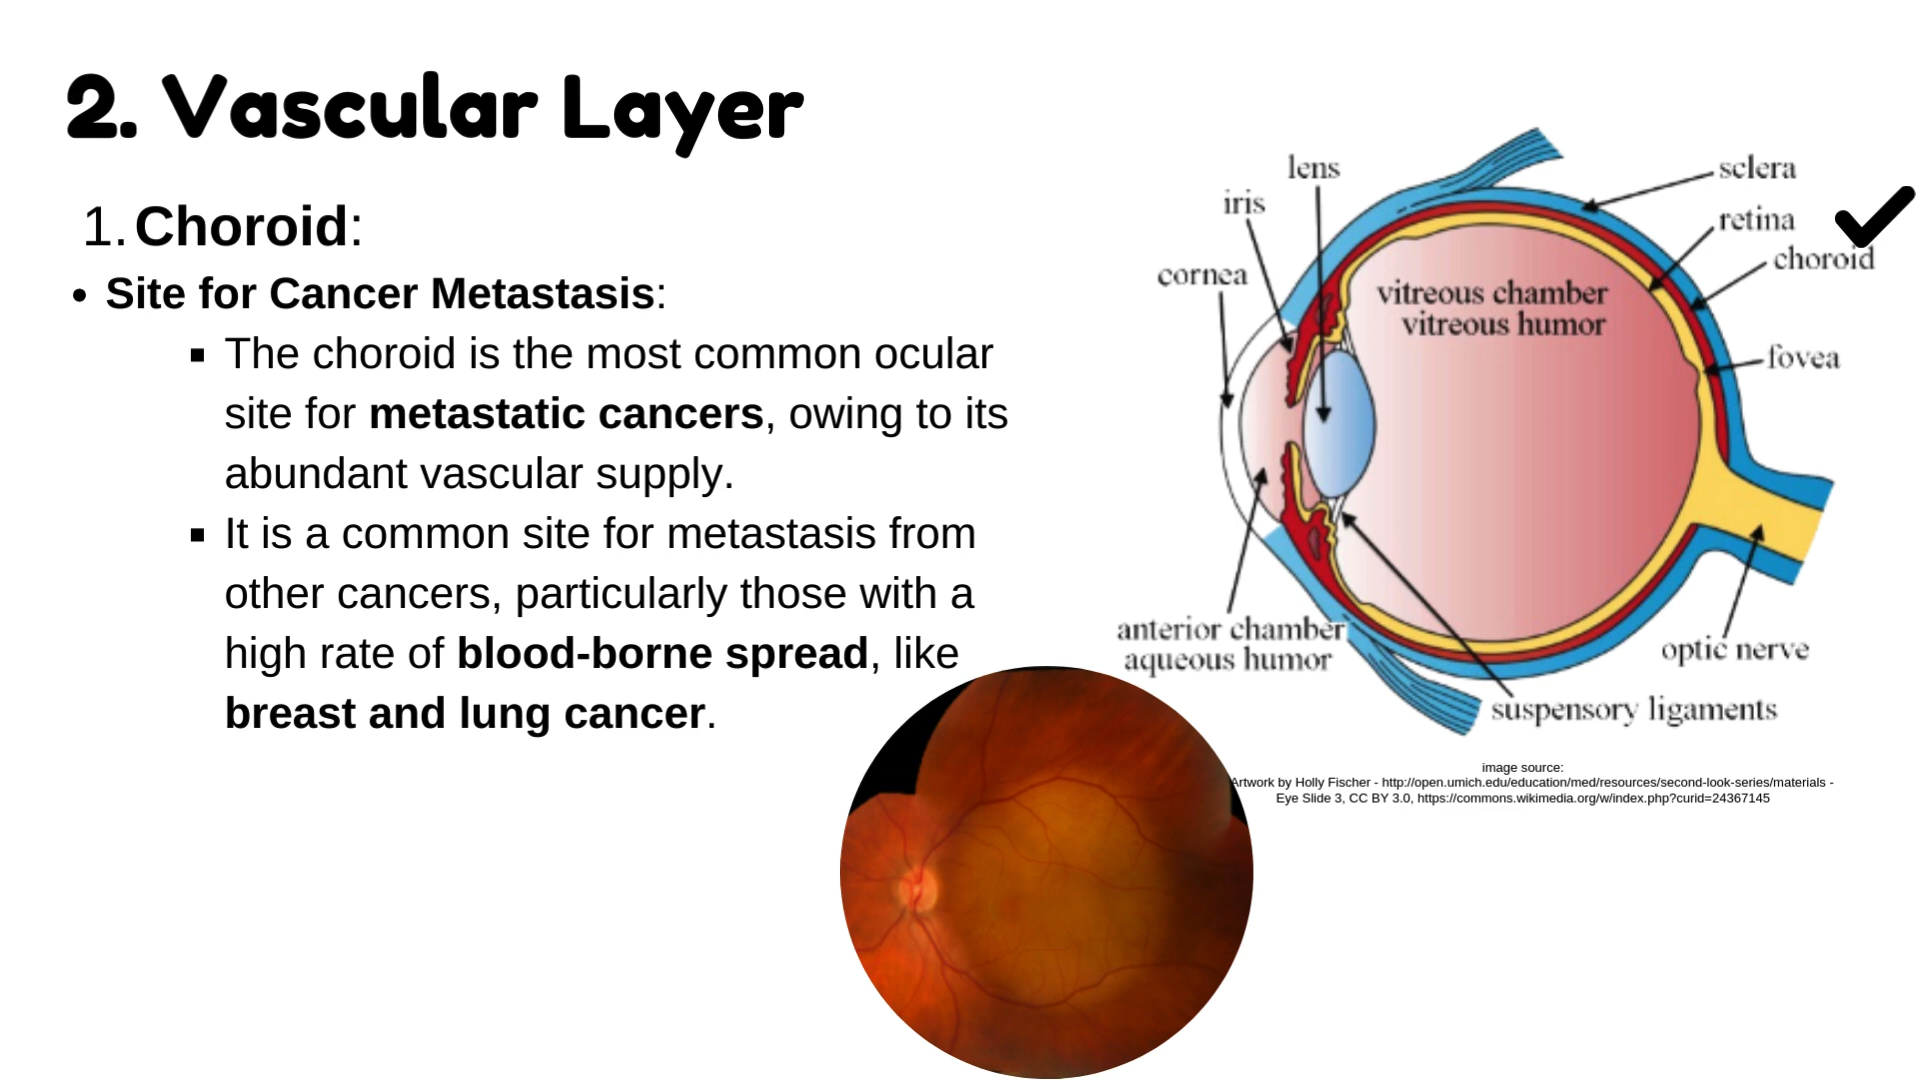 2. Vascular Layer
1. Choroid:
• Site for Cancer Metastasis:
▪ The choroid is the most common ocular
site for metastatic cancers, owing to its
abundant vascular supply.
▪ It is a common site for metastasis from
other cancers, particularly those with a
high rate of blood-borne spread, like
breast and lung cancer.
lens
sclera
iris
retina
choroid
cornea
vitreous chamber
vitreous humor
fovea
anterior chamber
aqueous humor
optic nerve
suspensory ligaments
image source:
Artwork by Holly Fischer - http://open.umich.edu/education/med/resources/second-look-series/materials -
Eye Slide 3, CC BY 3.0, https://commons.wikimedia.org/w/index.php?curid=24367145